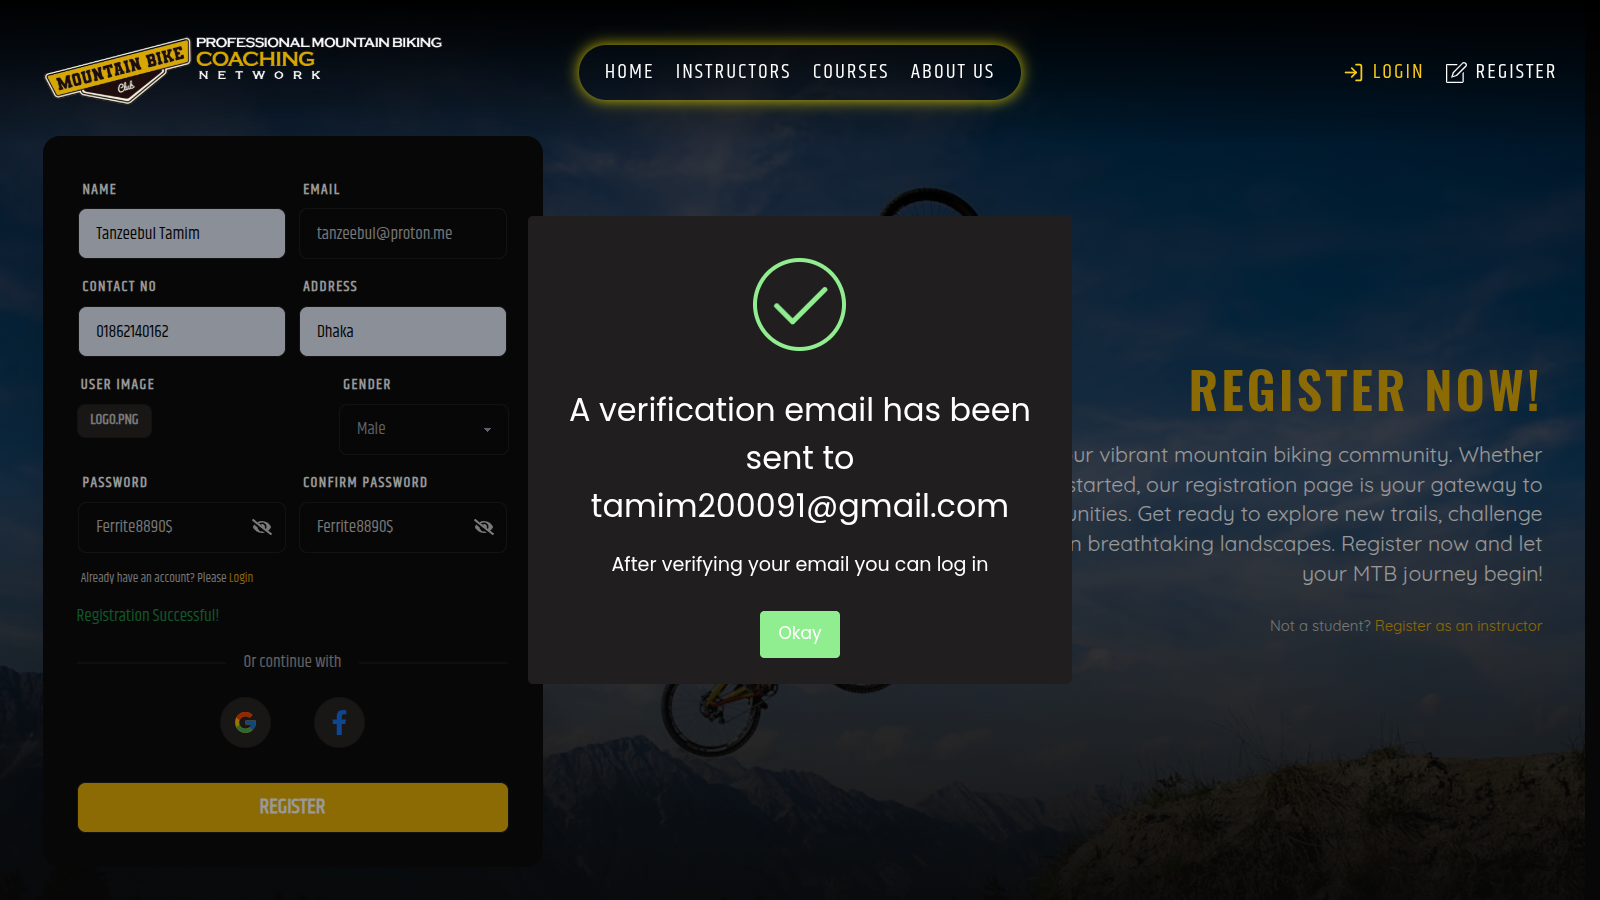 MOUNTAIN BIKE
Club
PROFESSIONAL MOUNTAIN BIKING
COACHING
NETWORK
HOME INSTRUCTORS COURSES ABOUT US
LOGIN REGISTER
NAME EMAIL
Tanzeebul Tamim tanzeebul@proton.me
CONTACT NO ADDRESS
01862140162 Dhaka
USER IMAGE GENDER
LOGO.PNG Male
PASSWORD CONFIRM PASSWORD
Ferrite8890$ Ferrite8890$
Already have an account? Please Login
Registration Successful!
Or continue with
REGISTER
A verification email has been
sent to
tamim200091@gmail.com
After verifying your email you can log in
Okay
REGISTER NOW!
vibrant mountain biking community. Whether
started, our registration page is your gateway to
Get ready to explore new trails, challenge
breathtaking landscapes. Register now and let
your MTB journey begin!
Not a student? Register as an instructor